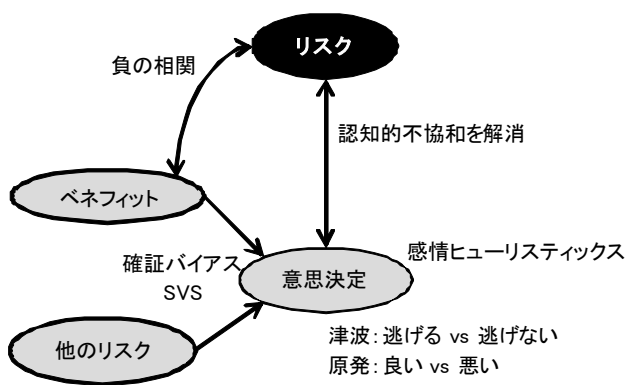 リスク
負の相関
認知的不協和を解消
ベネフィット
感情ヒューリスティックス
確証バイアス
SVS
意思決定
他のリスク
津波：逃げる vs 逃げない
原発：良い vs 悪い